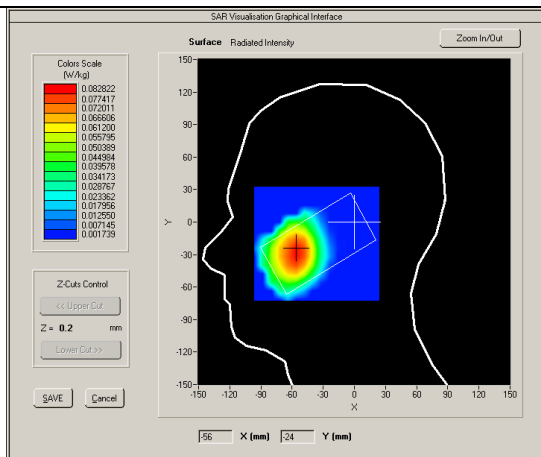 SAR Visualisation Graphical Interface
Surface Radiated Intensity
Zoom In/Out
Colors Scale
(W/kg)
0.082822
0.077417
0.072011
0.066606
0.061200
0.055795
0.050389
0.044984
0.039578
0.034173
0.028767
0.023362
0.017956
0.012550
0.007145
0.001739
150
120
90
60
30
0
-30
-60
-90
-120
-150
Y
-150 -120 -90 -60 -30 0 30 60 90 120 150
X
Z-Cuts Control
<< Upper Cut
Z = 0.2 mm
Lower Cut >>
SAVE Cancel
-56 X (mm) -24 Y (mm)